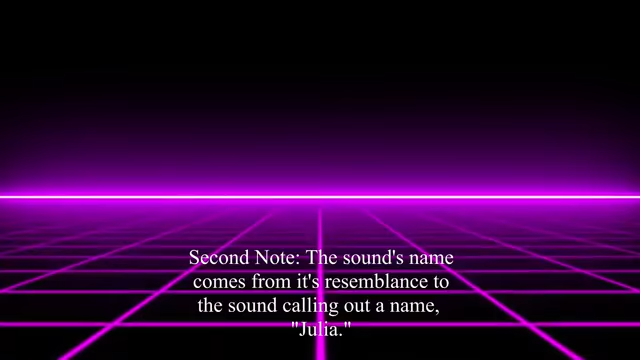 Second Note: The sound's name
comes from it's resemblance to
the sound calling out a name,
"Julia."